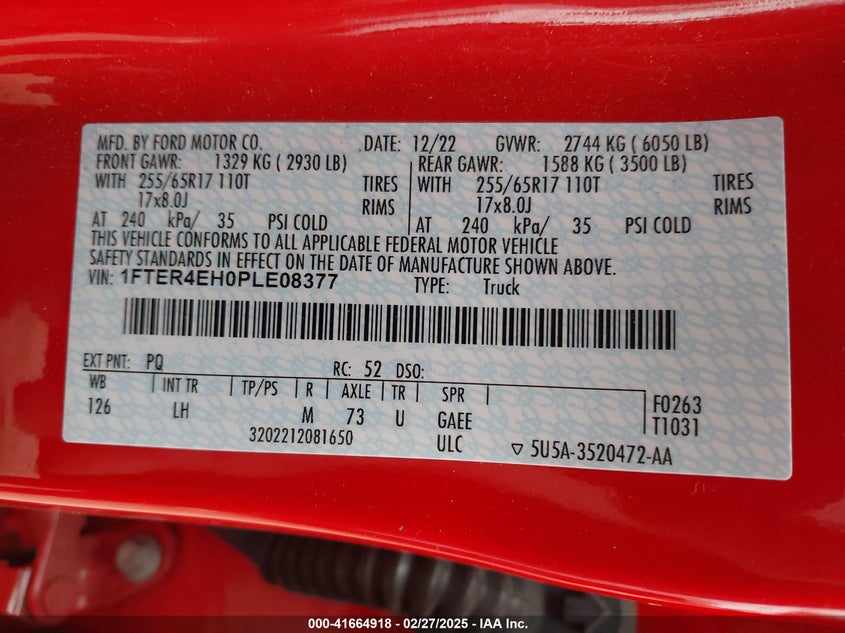 MFD. BY FORD MOTOR CO. DATE: 12/22 GVWR: 2744 KG ( 6050 LB)
FRONT GAWR: 1329 KG ( 2930 LB) REAR GAWR: 1588 KG ( 3500 LB)
WITH 255/65R17 110T TIRES WITH 255/65R17 110T TIRES
17x8.0J RIMS 17x8.0J RIMS
AT 240 kPa/ 35 PSI COLD AT 240 kPa/ 35 PSI COLD
THIS VEHICLE CONFORMS TO ALL APPLICABLE FEDERAL MOTOR VEHICLE
SAFETY STANDARDS IN EFFECT ON THE DATE OF MANUFACTURE SHOWN ABOVE.
VIN: 1FTER4EH0PLE08377 TYPE: Truck
EXT PNT: PQ RC: 52 DSO:
WB INT TR TP/PS R AXLE TR SPR
126 LH M 73 U GAEE F0263
3202212081650 ULC T1031
▽ 5U5A-3520472-AA
000-41664918 / 02/27/2025 - IAA Inc.